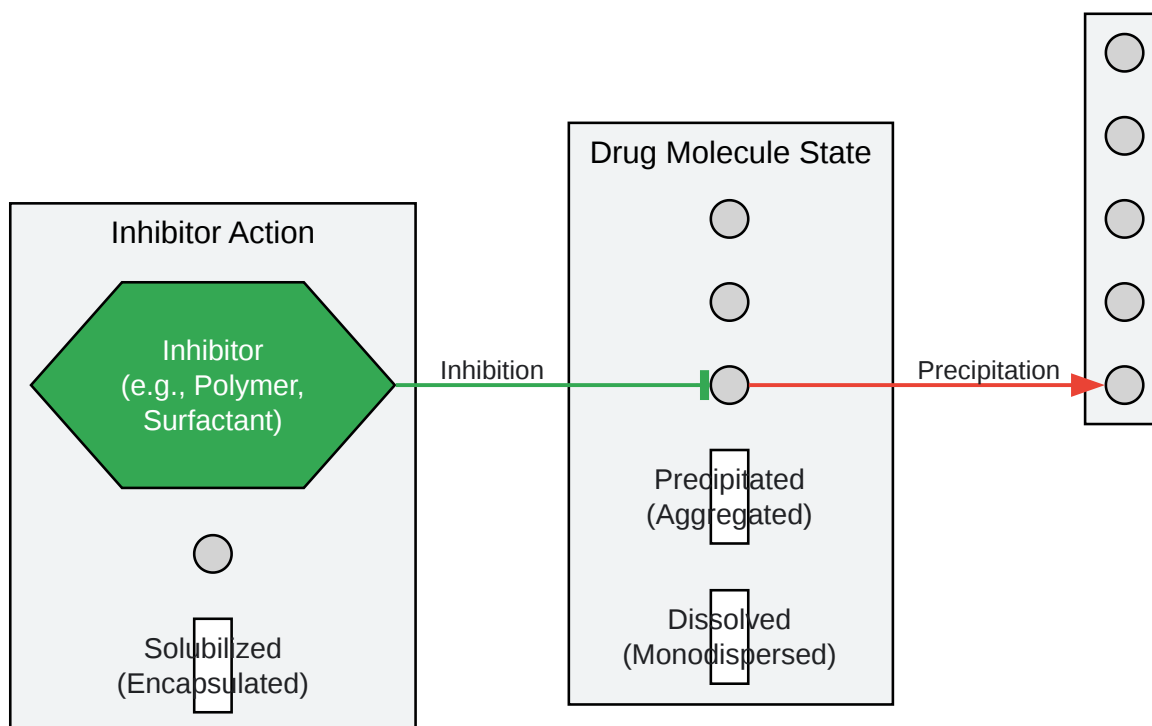 Inhibitor Action
Inhibitor
(e.g., Polymer,
Surfactant)
Solubilized
(Encapsulated)
Inhibition
Drug Molecule State
Precipitated
(Aggregated)
Dissolved
(Monodispersed)
Precipitation